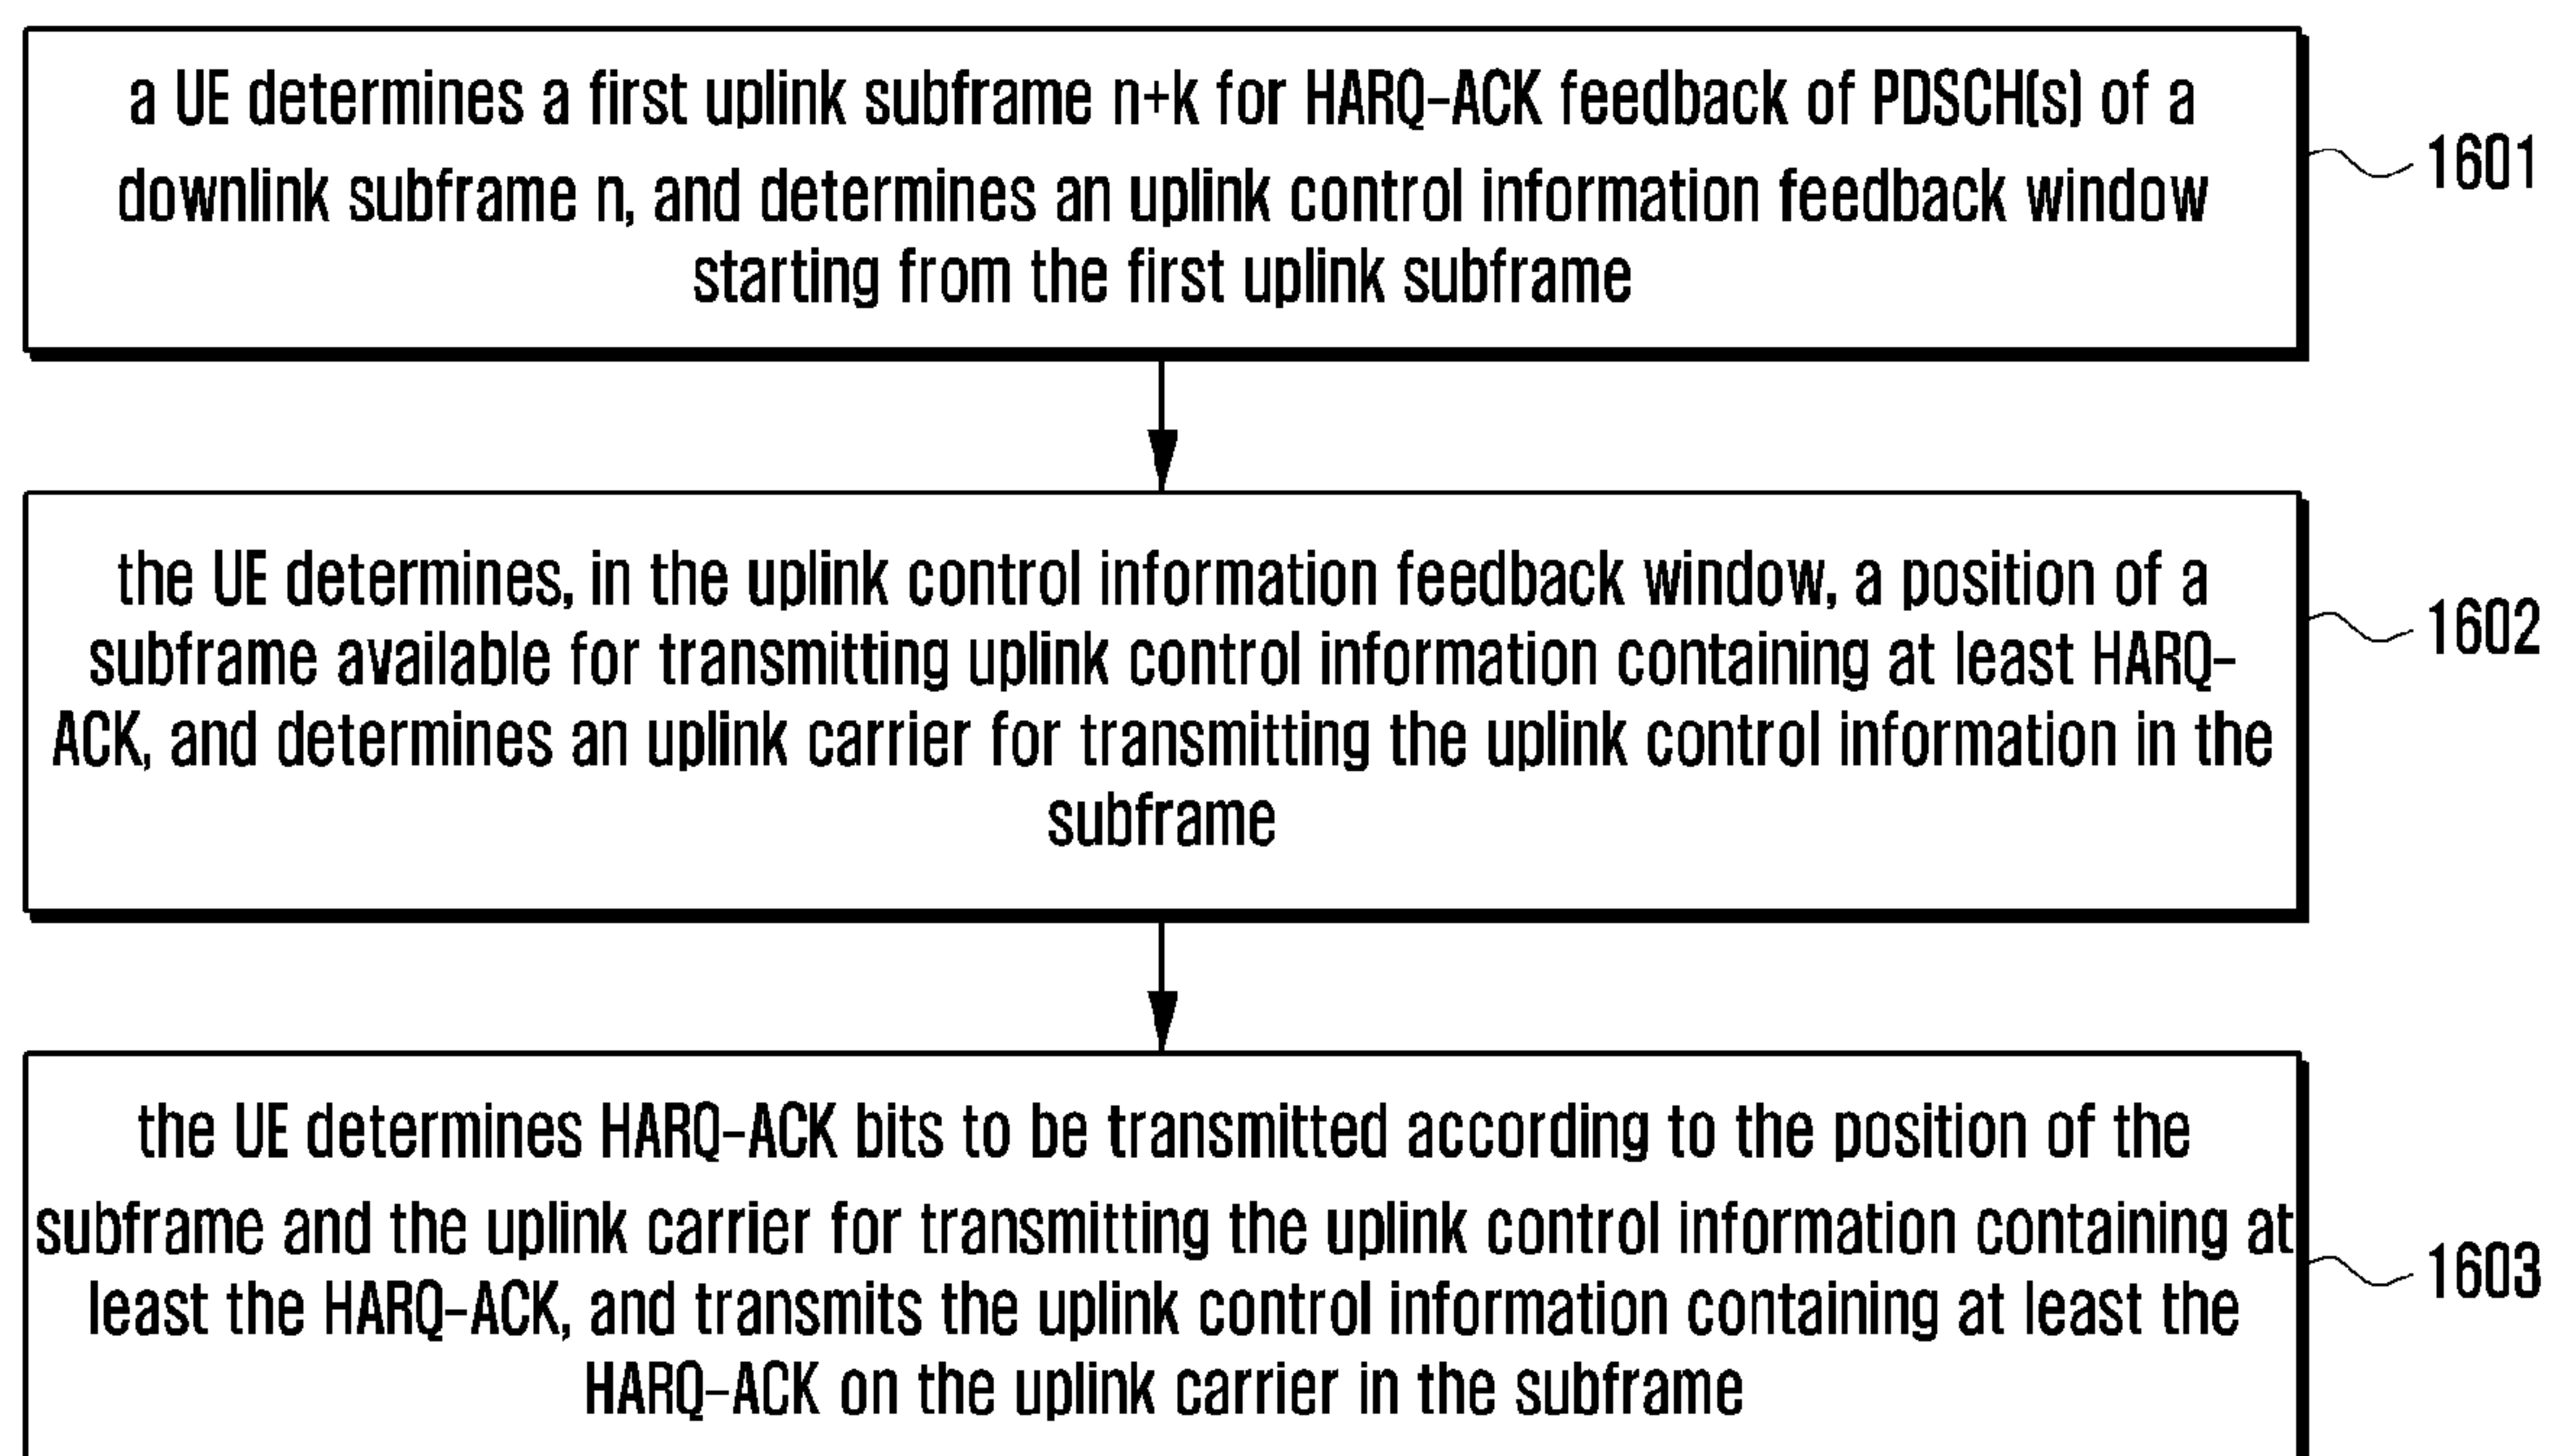 a UE determines a first uplink subframe n+k for HARQ-ACK feedback of PDSCH(s) of a
downlink subframe n, and determines an uplink control information feedback window
starting from the first uplink subframe
1601
the UE determines, in the uplink control information feedback window, a position of a
subframe available for transmitting uplink control information containing at least HARQ-
ACK, and determines an uplink carrier for transmitting the uplink control information in the
subframe
1602
the UE determines HARQ-ACK bits to be transmitted according to the position of the
subframe and the uplink carrier for transmitting the uplink control information containing at
least the HARQ-ACK, and transmits the uplink control information containing at least the
HARQ-ACK on the uplink carrier in the subframe
1603